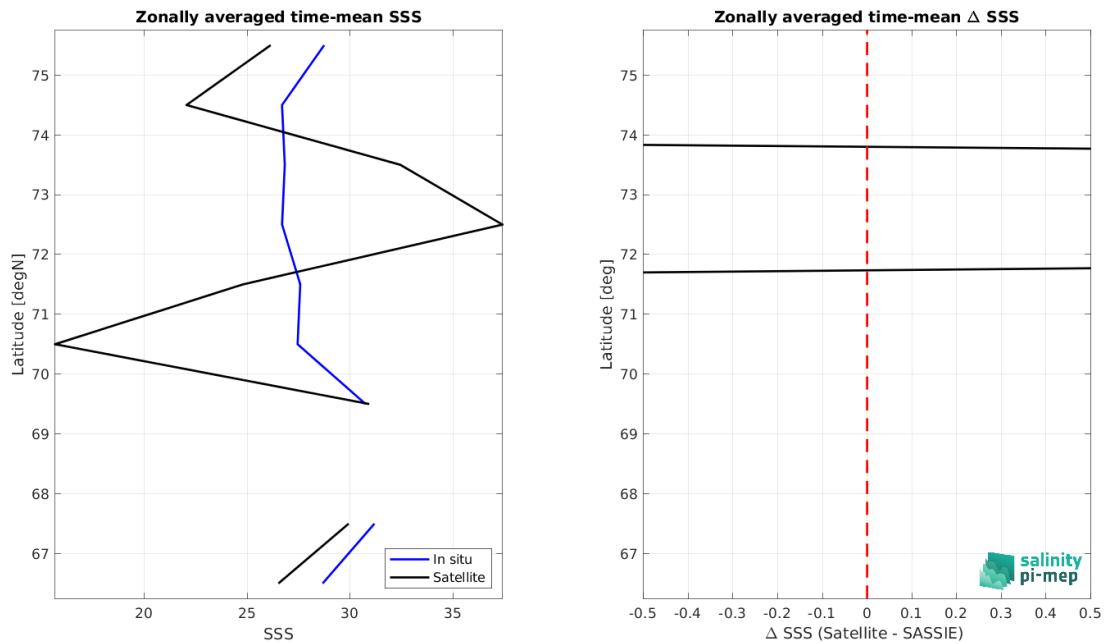 Zonally averaged time-mean SSS
75
74
73
72
71
70
69
68
67
Latitude [degN]
20 25 30 35
SSS
In situ
Satellite
Zonally averaged time-mean Δ SSS
75
74
73
72
71
70
69
68
67
Latitude [deg]
-0.5 -0.4 -0.3 -0.2 -0.1 0 0.1 0.2 0.3 0.4 0.5
Δ SSS (Satellite - SASSIE)
salinity
pi-mep